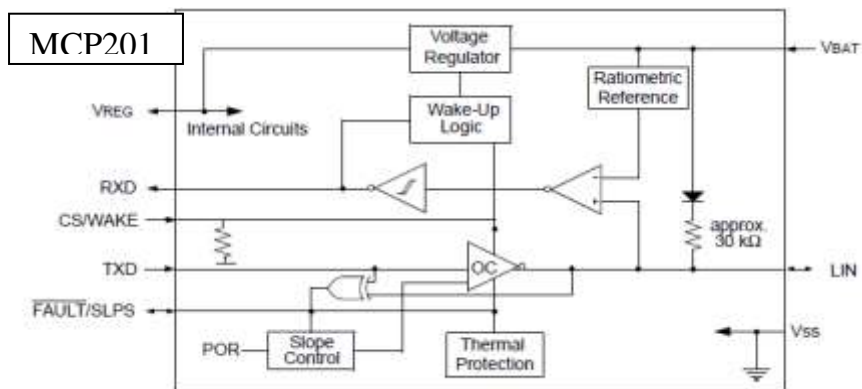 MCP201
Voltage
Regulator
VBAT
Ratiometric
Reference
VREG
Internal Circuits
Wake-Up
Logic
RXD
CS/WAKE
approx.
30 kΩ
TXD
OC
LIN
FAULT/SLPS
POR
Slope
Control
Thermal
Protection
VSS